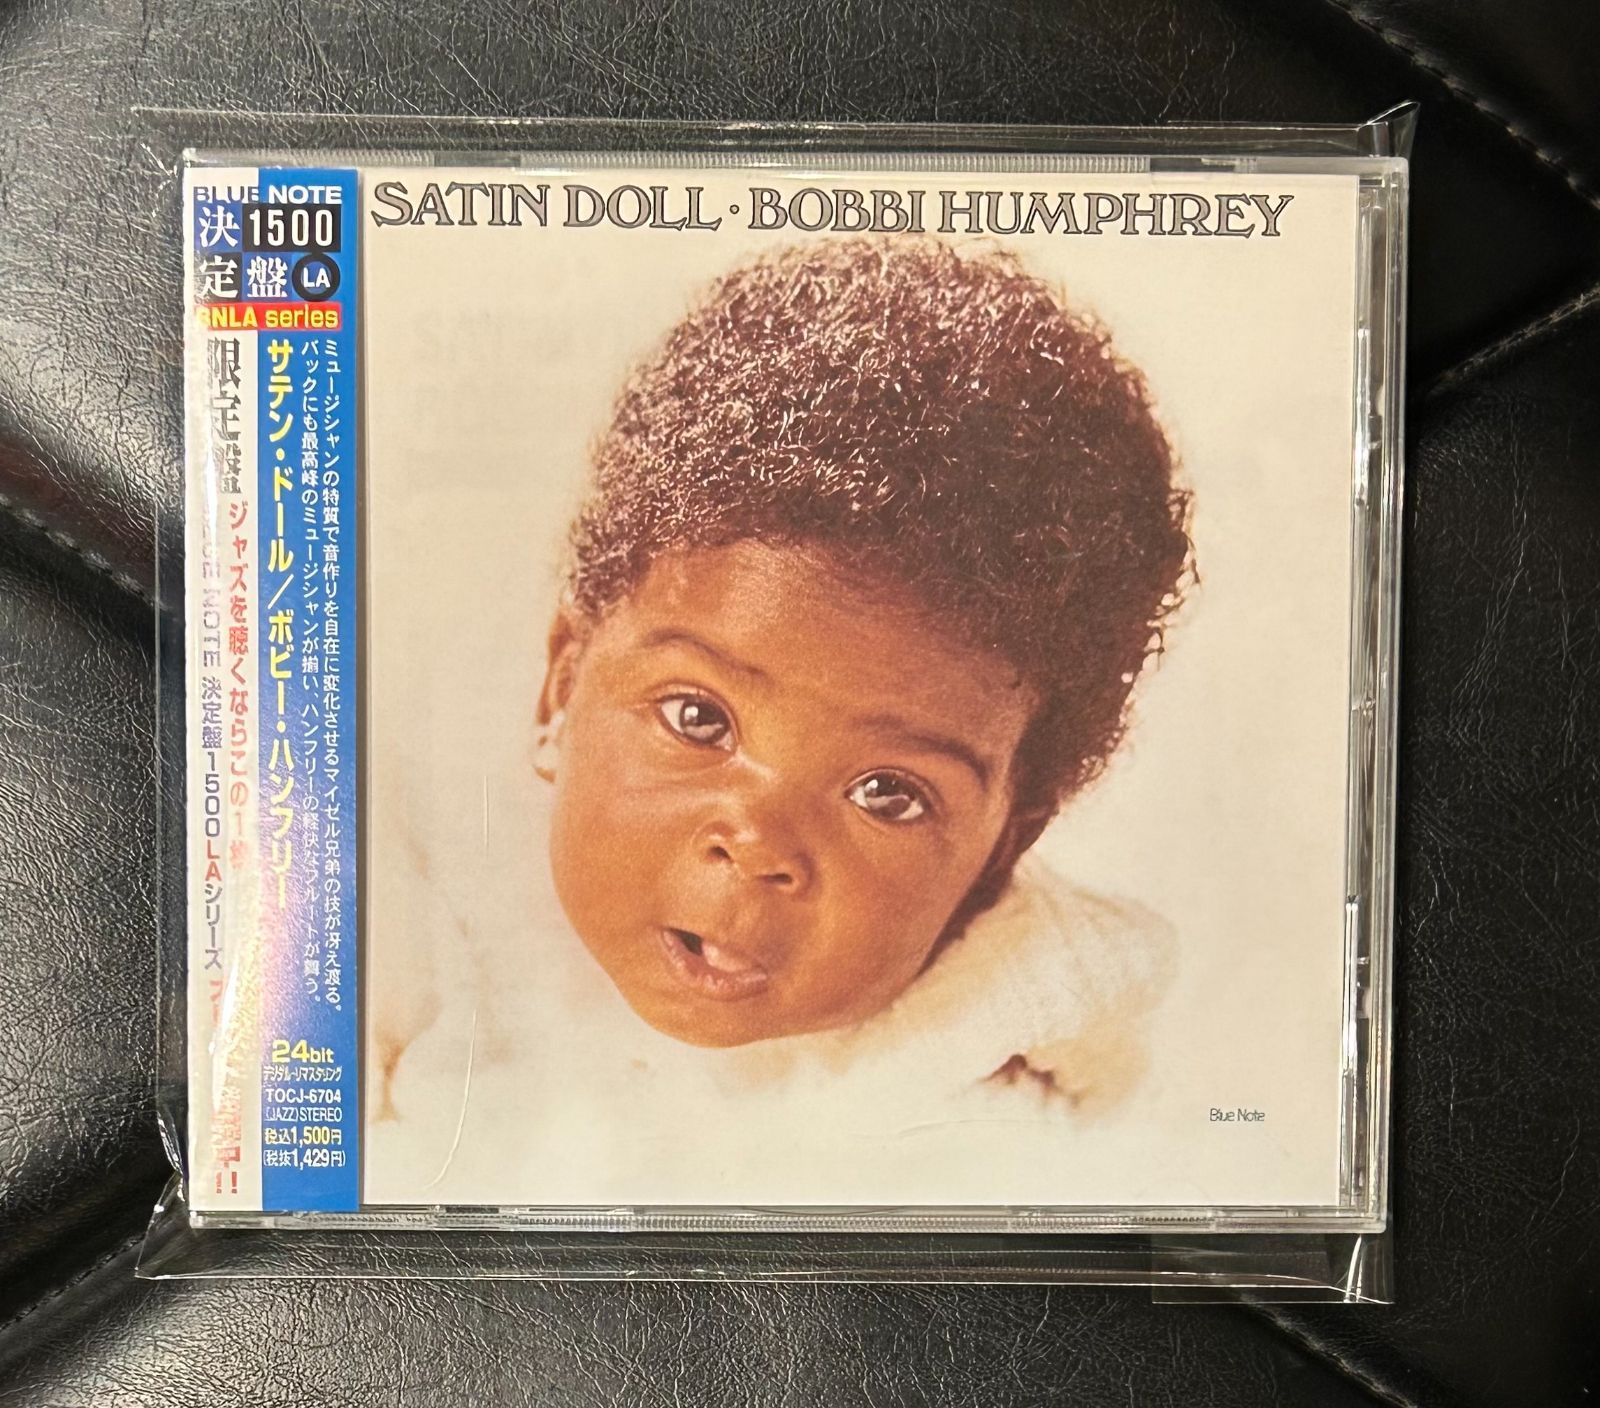 SATIN DOLL・BOBBI HUMPHREY
BLUE NOTE
決 1500
定盤 LA
BNLA series
ミュージシャンの特質で音作りを自在に変化させるマイゼル兄弟の技が冴え渡る。
バックにも最高峰のミュージシャンが揃い、ハンフリーの軽快なフルートが舞う。
サテン・ドール/ボビー・ハンフリー
限定盤
ジャズを聴くならこの1枚
NOTE 決定盤1500 LAシリーズ
!!
24bit
デジタル・リマスタリング
TOCJ-6704
(JAZZ) STEREO
税込1,500円
(税抜1,429円)
Blue Note